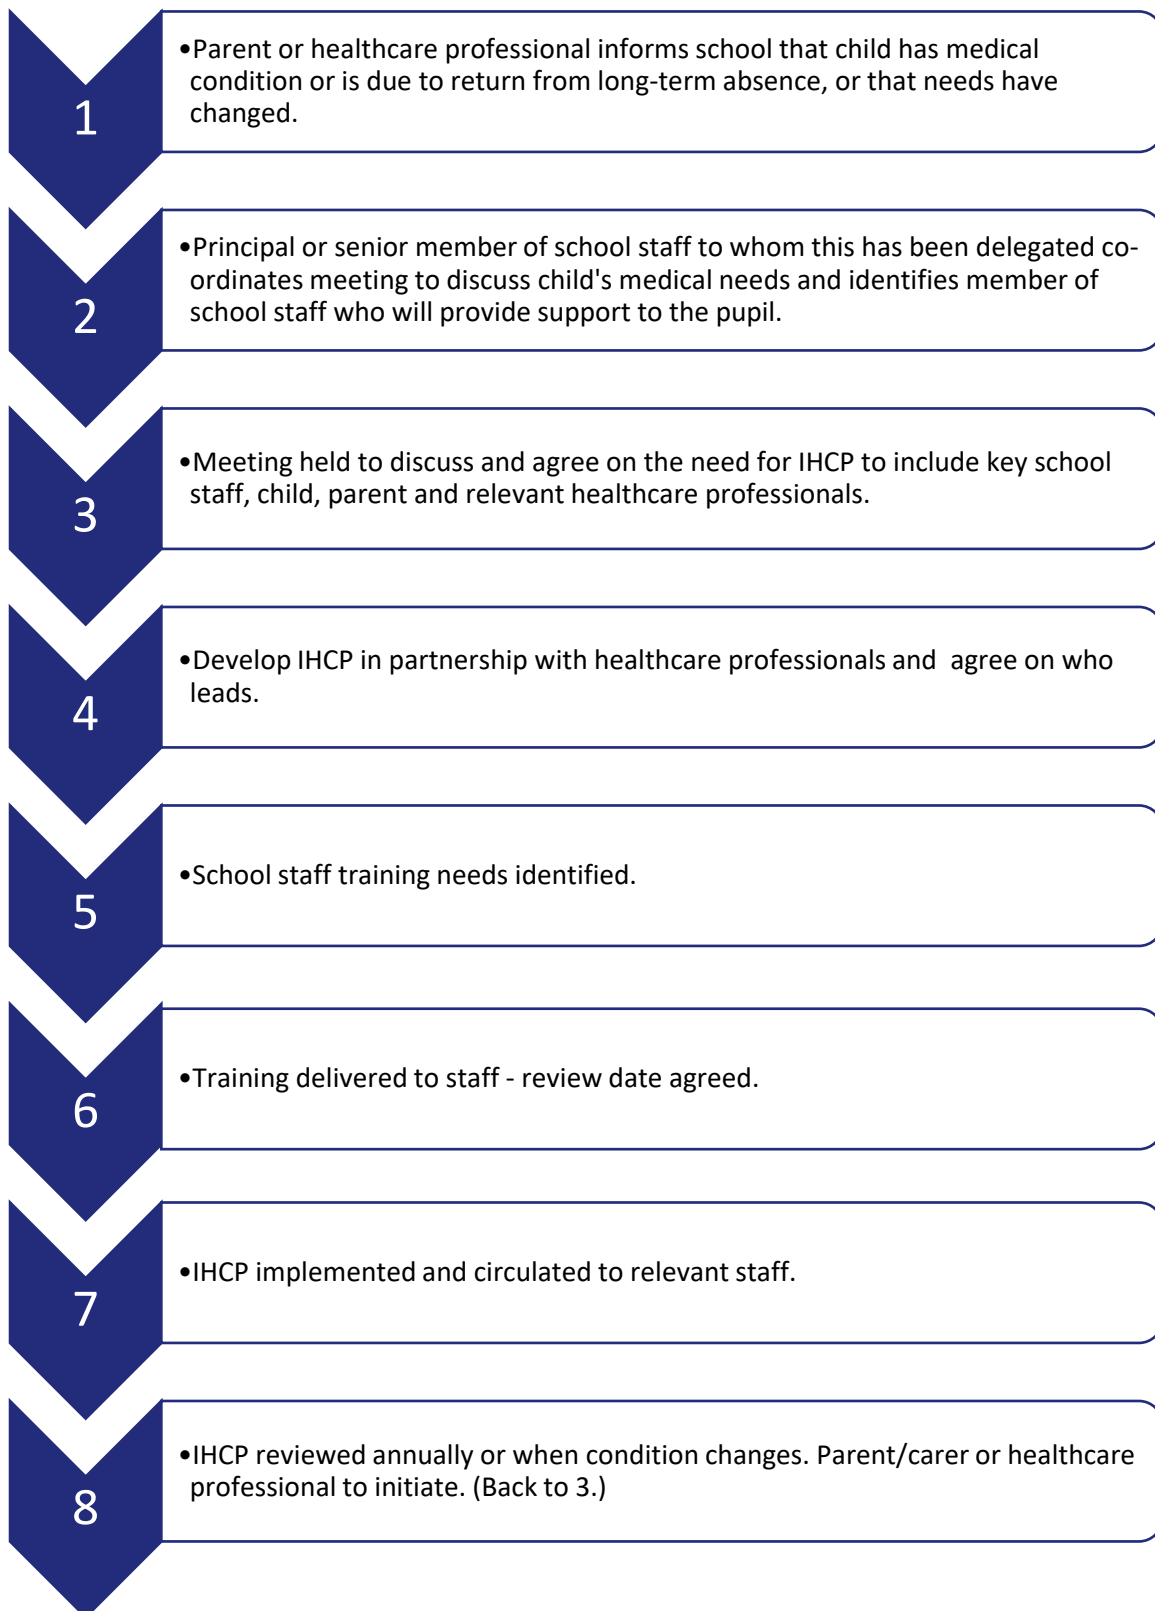 1
•Parent or healthcare professional informs school that child has medical
condition or is due to return from long-term absence, or that needs have
changed.
2
•Principal or senior member of school staff to whom this has been delegated co-
ordinates meeting to discuss child's medical needs and identifies member of
school staff who will provide support to the pupil.
3
•Meeting held to discuss and agree on the need for IHCP to include key school
staff, child, parent and relevant healthcare professionals.
4
•Develop IHCP in partnership with healthcare professionals and  agree on who
leads.
5
•School staff training needs identified.
6
•Training delivered to staff - review date agreed.
7
•IHCP implemented and circulated to relevant staff.
8
•IHCP reviewed annually or when condition changes. Parent/carer or healthcare
professional to initiate. (Back to 3.)